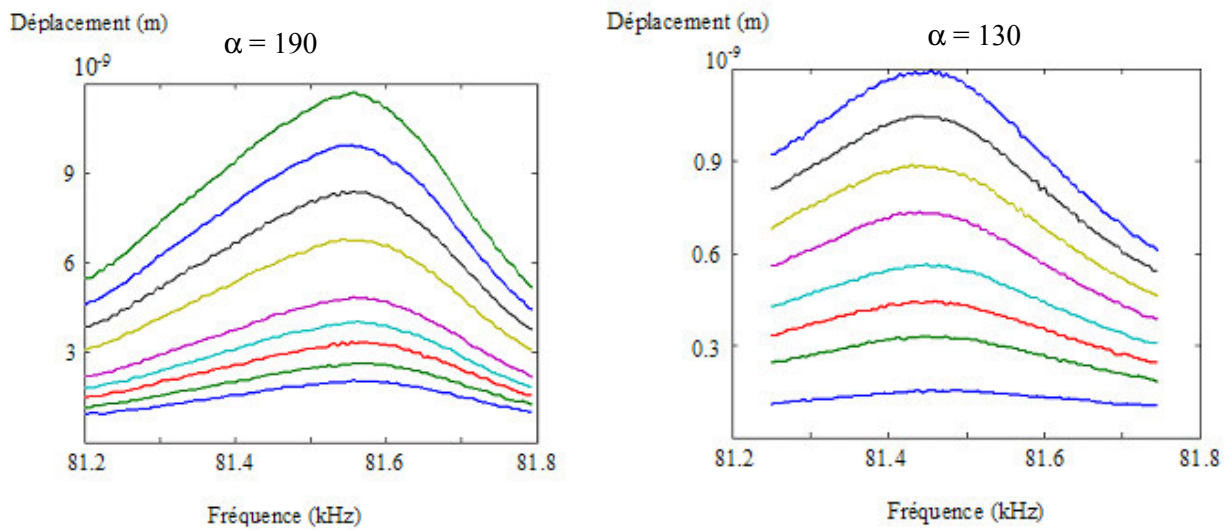 Déplacement (m)
α = 190
10-9
9
6
3
81.2 81.4 81.6 81.8
Fréquence (kHz)
Déplacement (m)
α = 130
10-9
0.9
0.6
0.3
81.2 81.4 81.6 81.8
Fréquence (kHz)